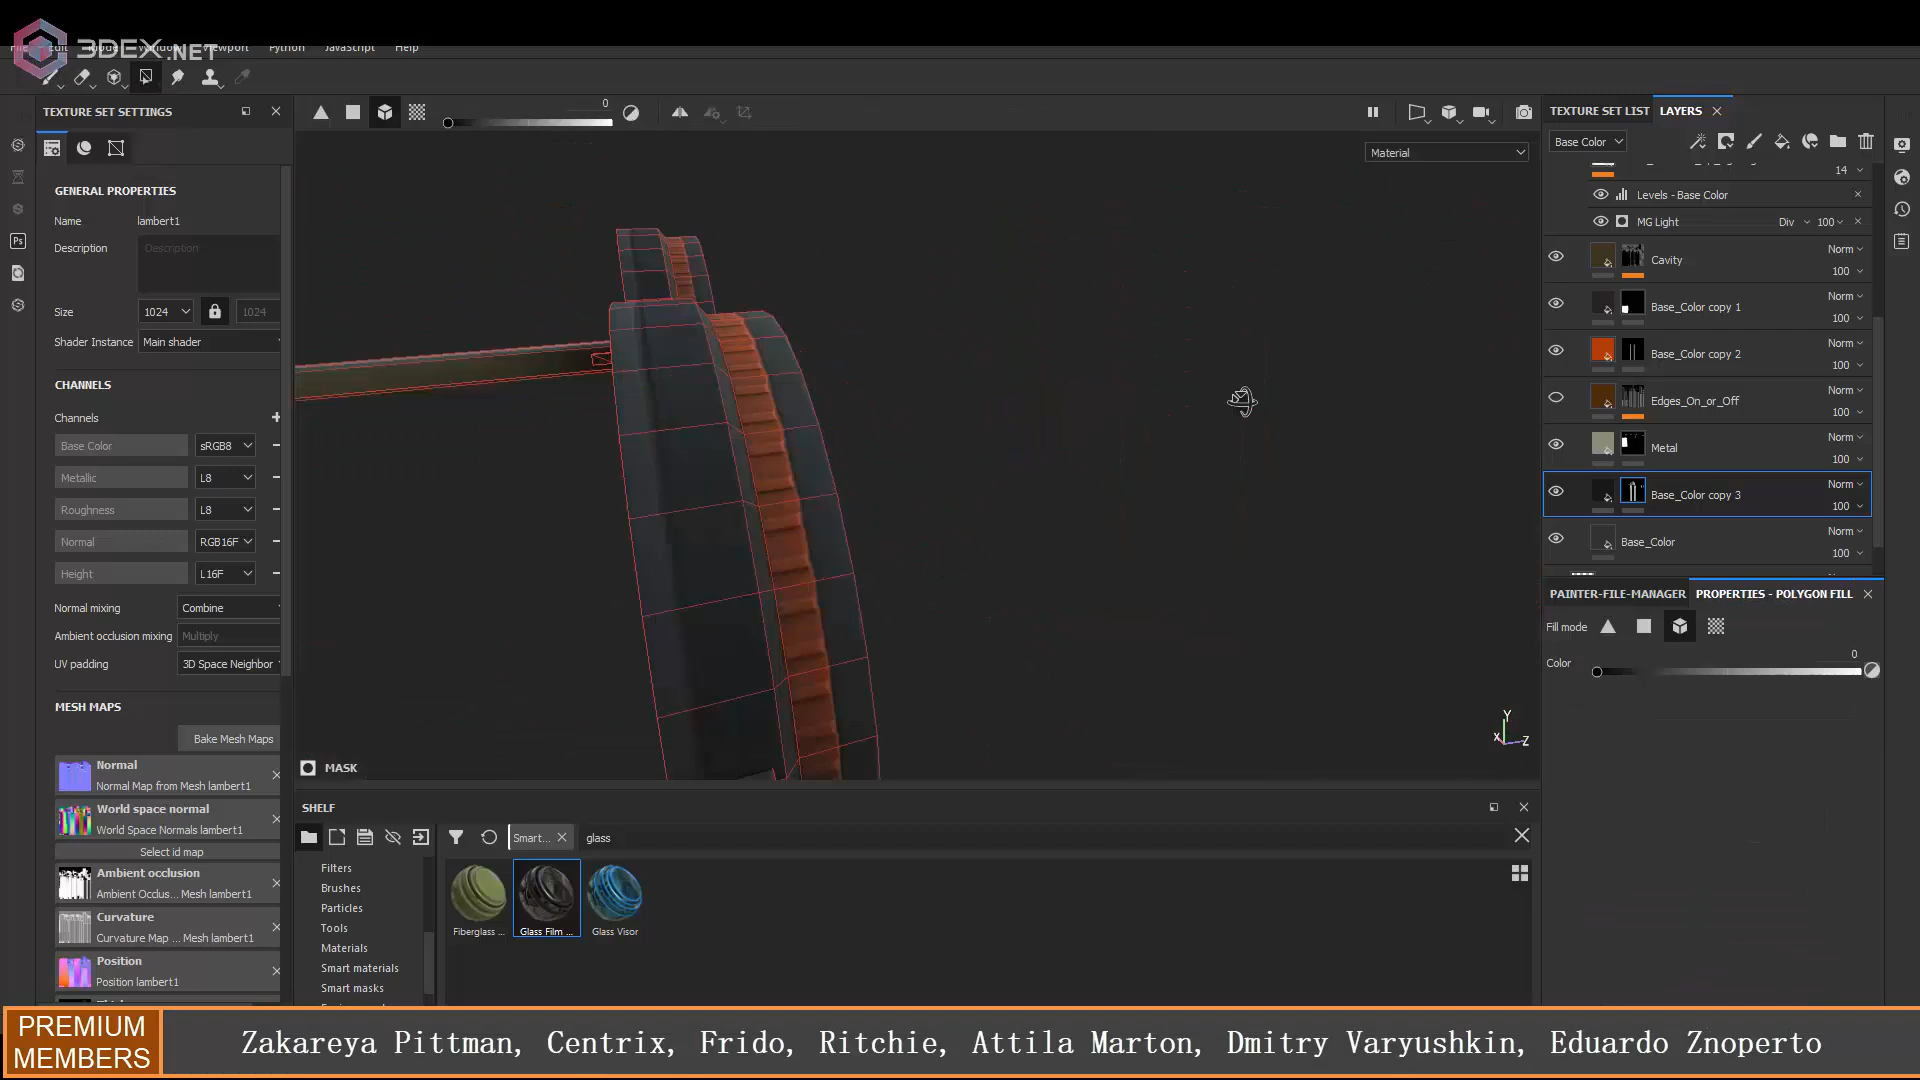 3DEX.NET
File Edit Mode Window Viewport Python JavaScript Help
TEXTURE SET SETTINGS
0
TEXTURE SET LIST LAYERS
Base Color
Material
GENERAL PROPERTIES
Name lambert1
Description Description
Size 1024 1024
Shader Instance Main shader
CHANNELS
Channels
Base Color sRGB8
Metallic L8
Roughness L8
Normal RGB16F
Height L16F
Normal mixing Combine
Ambient occlusion mixing Multiply
UV padding 3D Space Neighbor
MESH MAPS
Bake Mesh Maps
Normal
Normal Map from Mesh lambert1
World space normal
World Space Normals lambert1
Select id map
Ambient occlusion
Ambient Occlus... Mesh lambert1
Curvature
Curvature Map ... Mesh lambert1
Position
Position lambert1
14
Levels - Base Color
MG Light Div 100
Cavity Norm
100
Base_Color copy 1 Norm
100
Base_Color copy 2 Norm
100
Edges_On_or_Off Norm
100
Metal Norm
100
Base_Color copy 3 Norm
100
Base_Color Norm
100
PAINTER-FILE-MANAGER PROPERTIES - POLYGON FILL
Fill mode
Color 0
Y
X Z
MASK
SHELF
Ps
Smart... glass
Filters
Brushes
Particles
Tools
Materials
Smart materials
Smart masks
Fiberglass ... Glass Film ... Glass Visor
PREMIUM
MEMBERS
Zakareya Pittman, Centrix, Frido, Ritchie, Attila Marton, Dmitry Varyushkin, Eduardo Znoperto